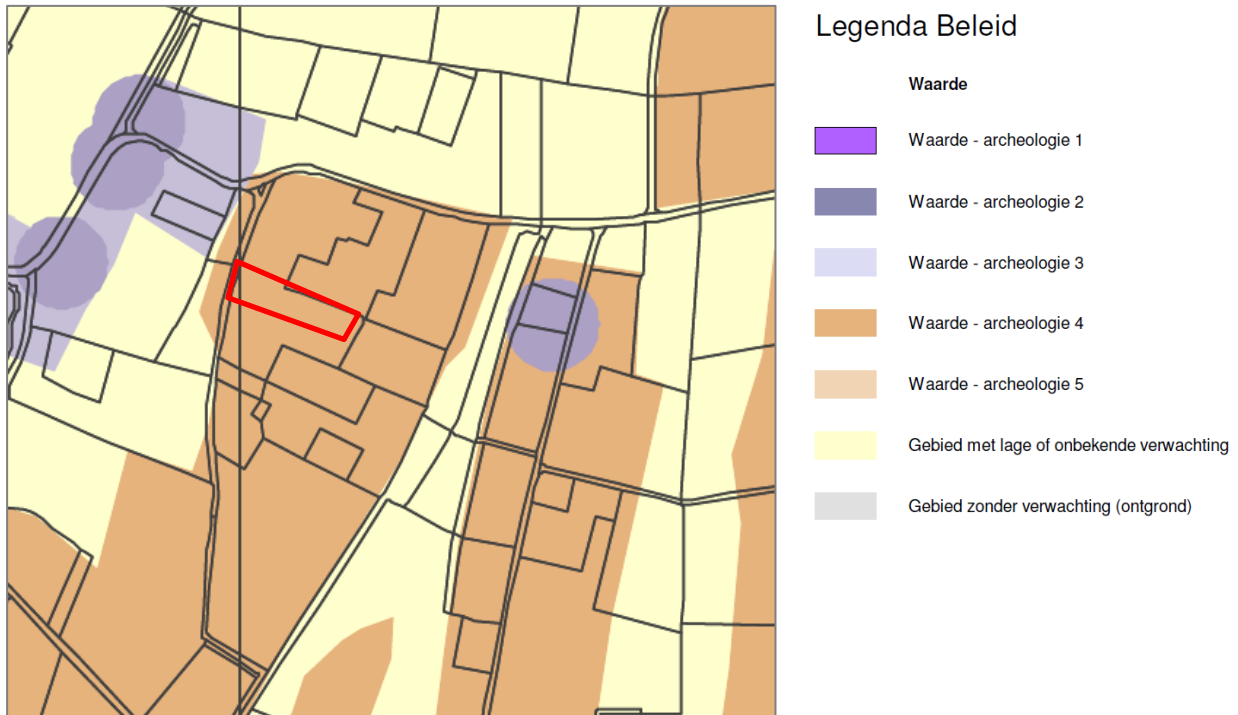 Legenda Beleid
Waarde
Waarde - archeologie 1
Waarde - archeologie 2
Waarde - archeologie 3
Waarde - archeologie 4
Waarde - archeologie 5
Gebied met lage of onbekende verwachting
Gebied zonder verwachting (ontgrond)